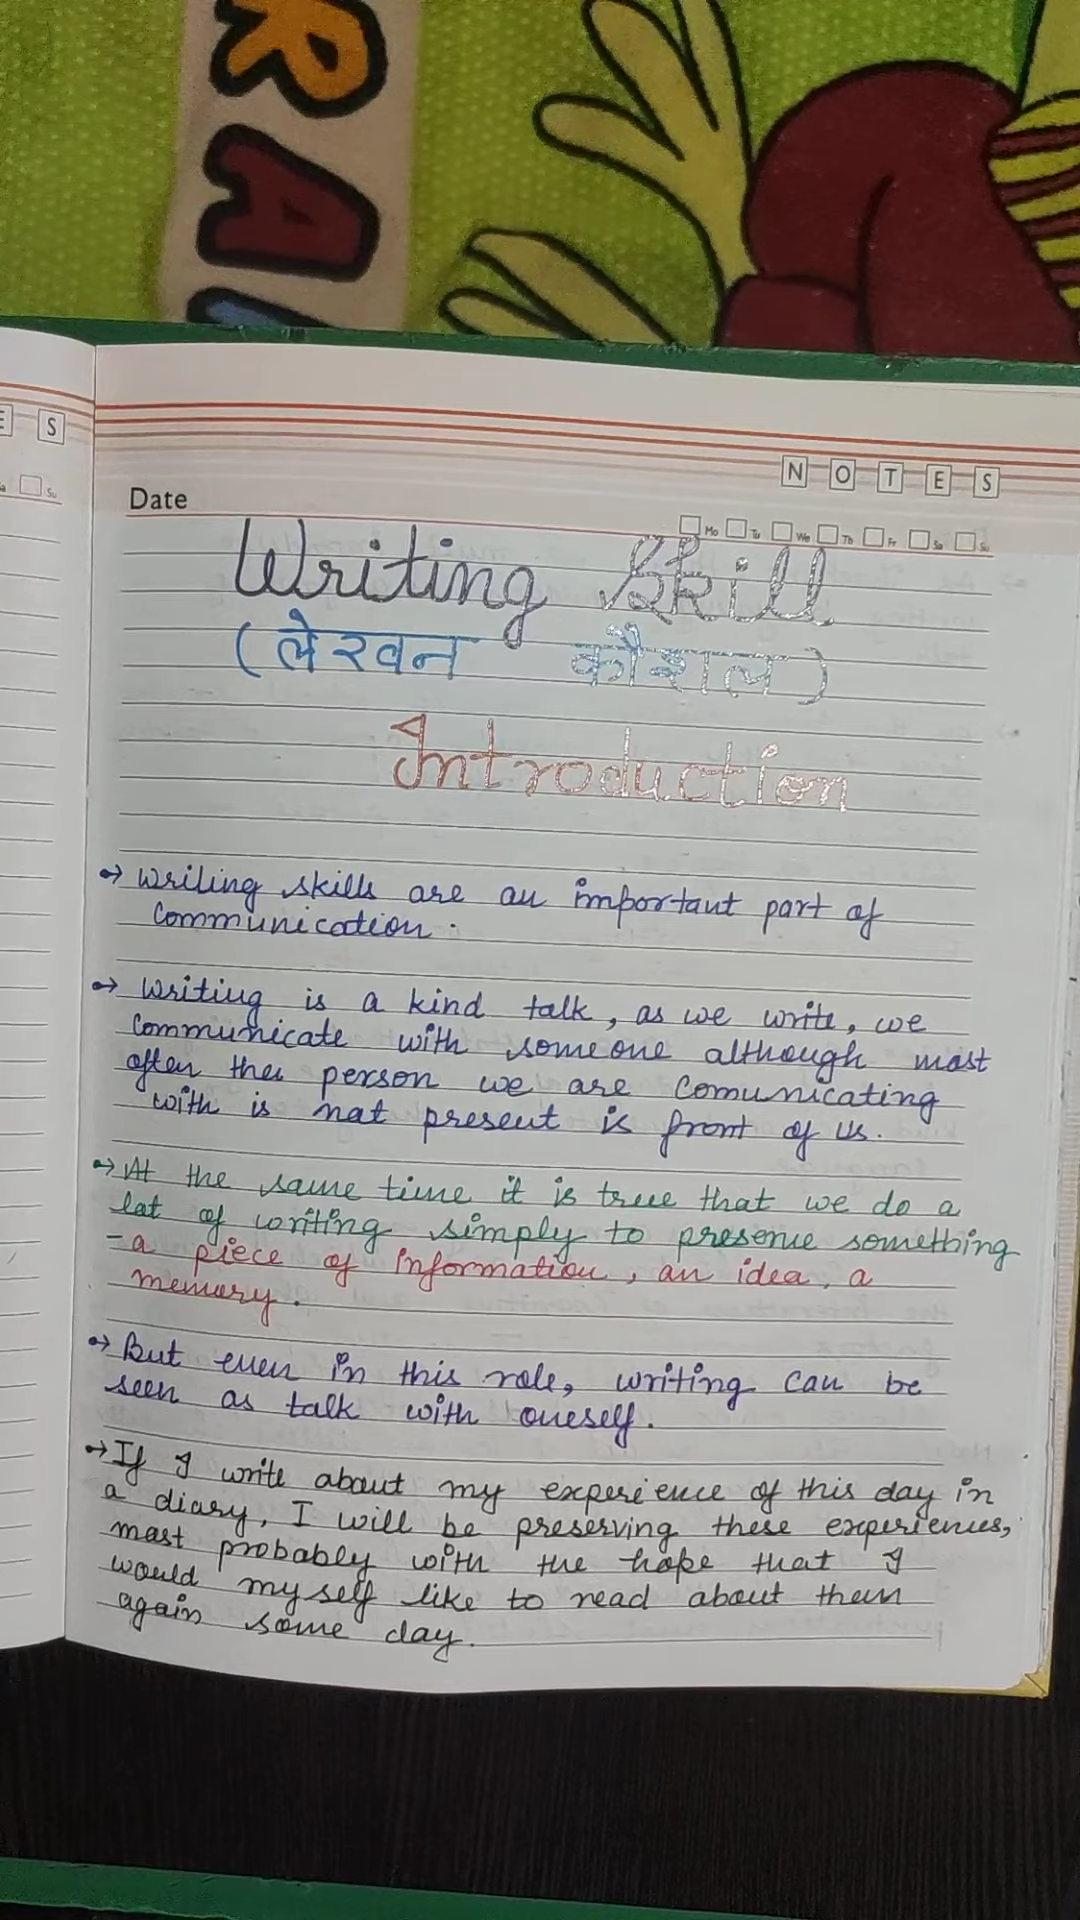 RA
E S
Sa Su
N O T E S
Date
Mo Tu We Th Fr Sa Su
Writing Skill
(लेखन कौशल)
Introduction
→ Writing skills are an important part of
communication.
→ Writing is a kind talk, as we write, we
communicate with someone although most
often the person we are comunicating
with is not present is front of us.
→ At the same time it is true that we do a
lot of writing simply to preserve something
- a piece of information, an idea, a
memory.
→ But even in this role, writing can be
seen as talk with oneself.
→ If I write about my experience of this day in
a diary, I will be preserving these experiences,
most probably with the hope that I
would myself like to read about them
again some day.